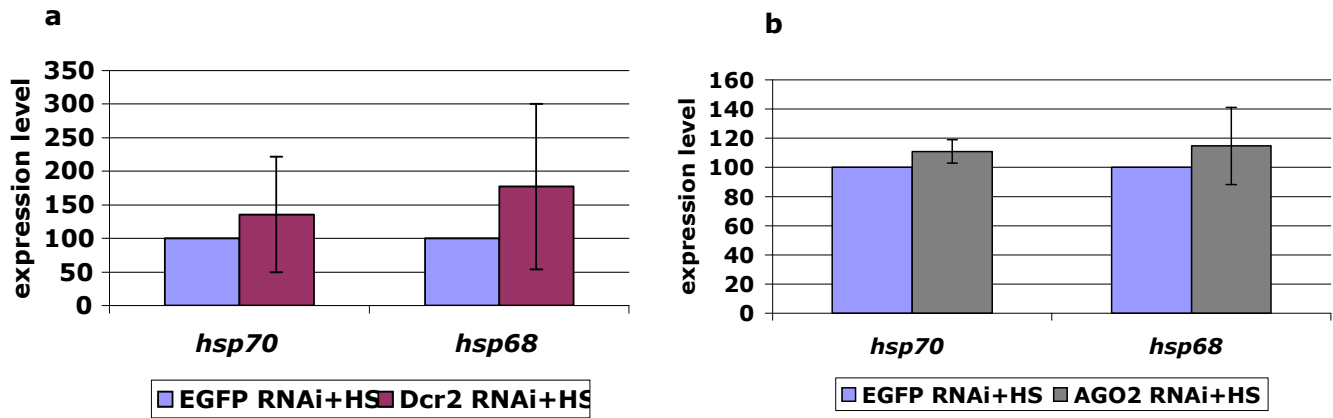 a
expression level
350
300
250
200
150
100
50
0
hsp70 hsp68
EGFP RNAi+HS Dcr2 RNAi+HS
b
expression level
160
140
120
100
80
60
40
20
0
hsp70 hsp68
EGFP RNAi+HS AGO2 RNAi+HS